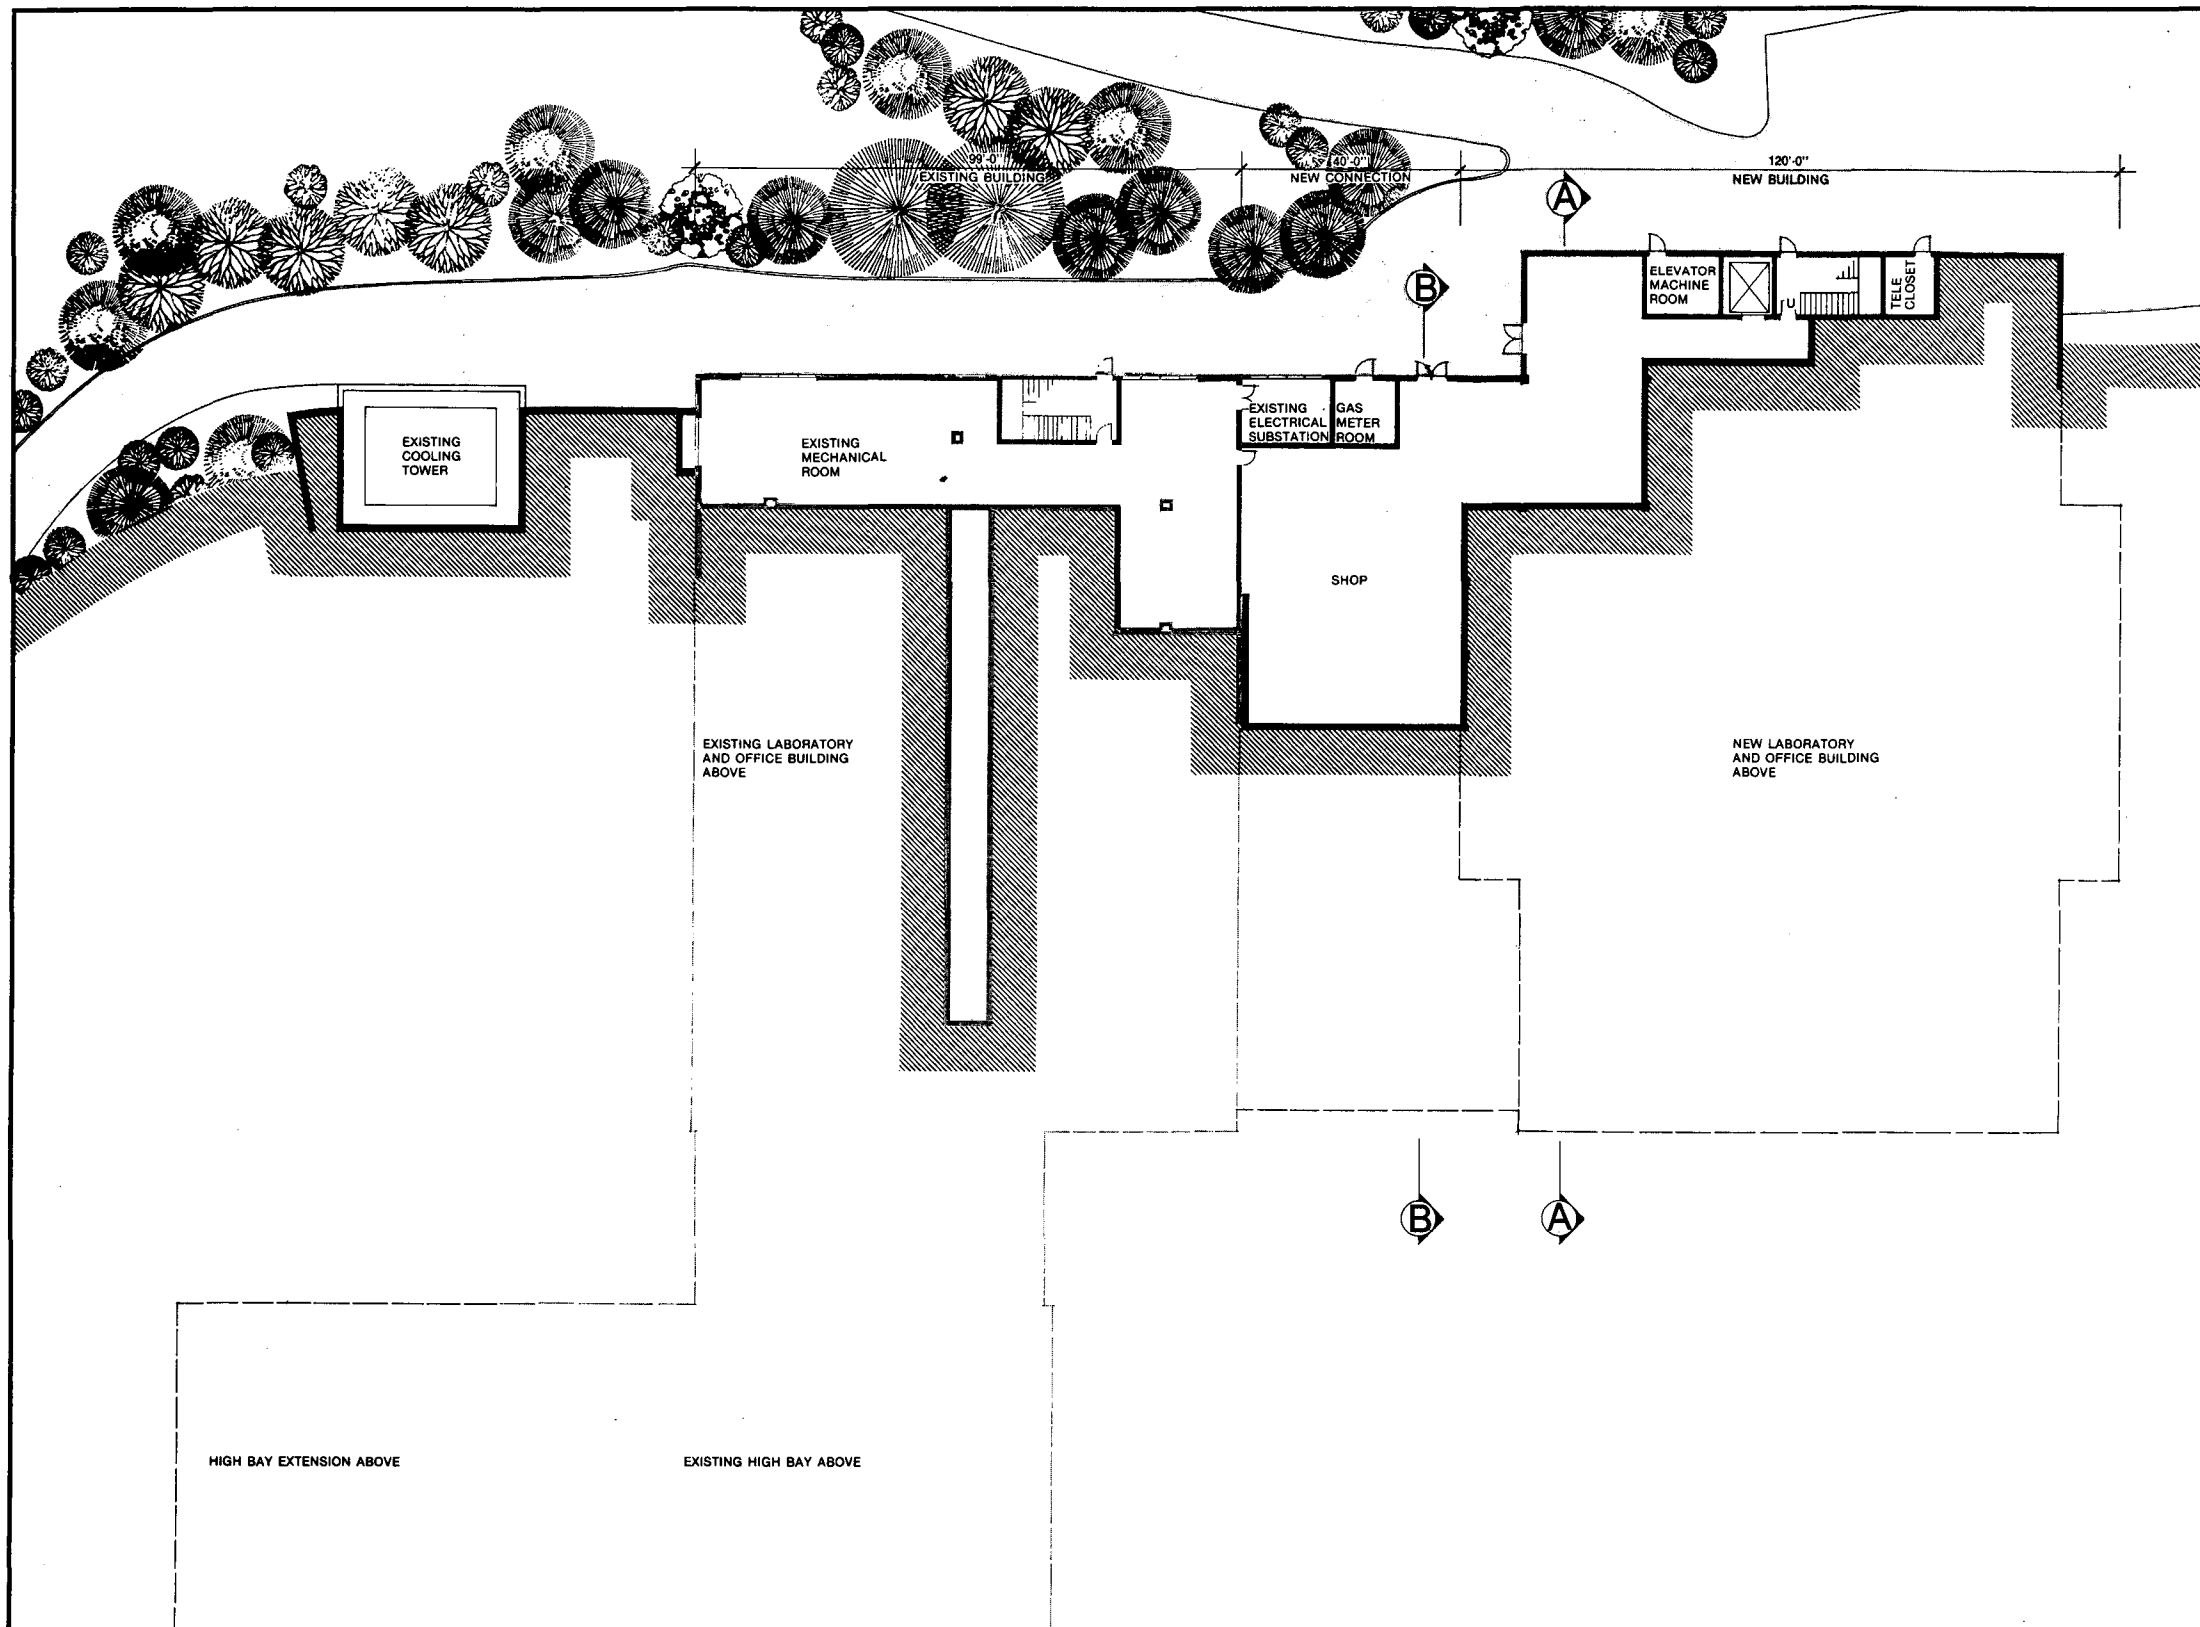 99'-0"
EXISTING BUILDING
40'-0"
NEW CONNECTION
120'-0"
NEW BUILDING
A
B
ELEVATOR
MACHINE
ROOM
U
TELE
CLOSET
EXISTING
COOLING
TOWER
EXISTING
MECHANICAL
ROOM
EXISTING
ELECTRICAL
SUBSTATION
GAS
METER
ROOM
SHOP
EXISTING LABORATORY
AND OFFICE BUILDING
ABOVE
NEW LABORATORY
AND OFFICE BUILDING
ABOVE
B
A
HIGH BAY EXTENSION ABOVE
EXISTING HIGH BAY ABOVE